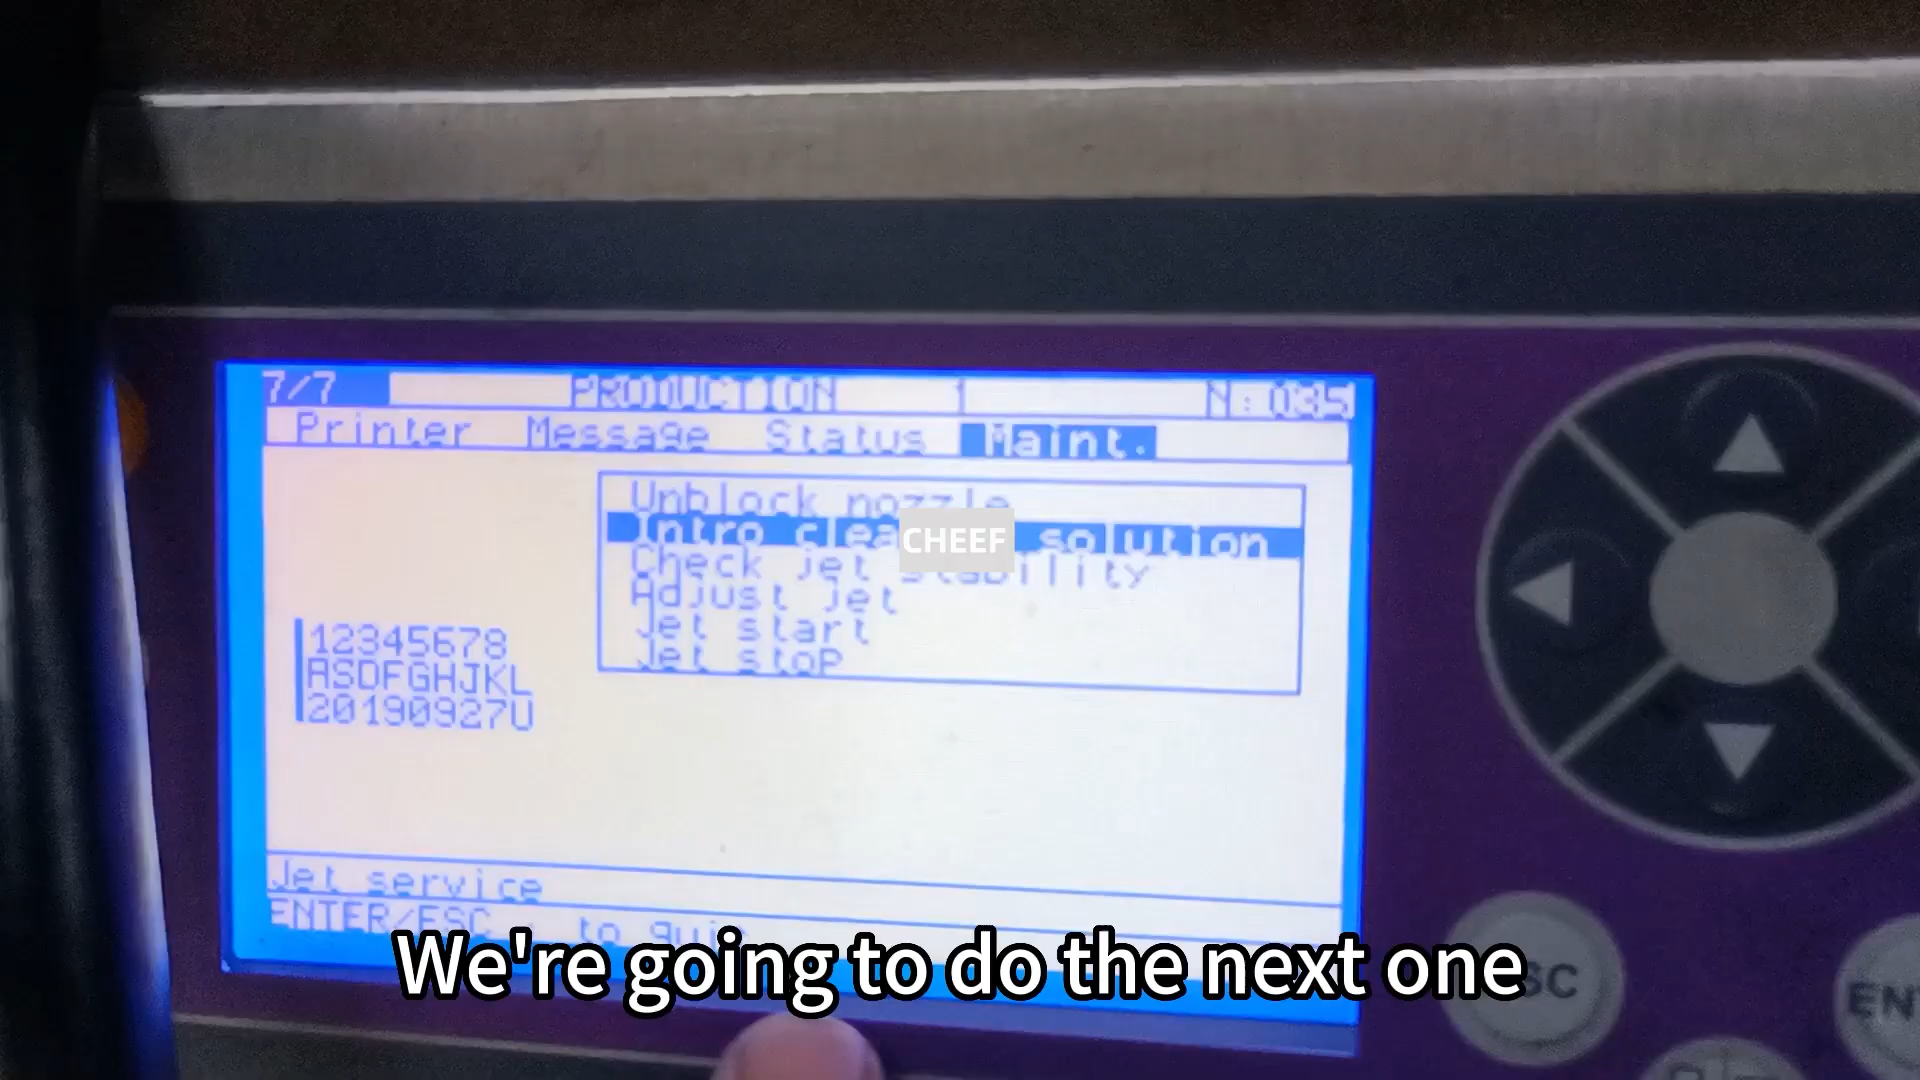 7/7 PRODUCTION 1 N:035
Printer Message Status Maint.
Unblock nozzle
Intro clea CHEEF solution
Check jet stability
Adjust jet
Jet start
Jet stop
12345678
ASDFGHJKL
20190927U
Jet service
ENTER/ESC : to quit
We're going to do the next one
SC
EN